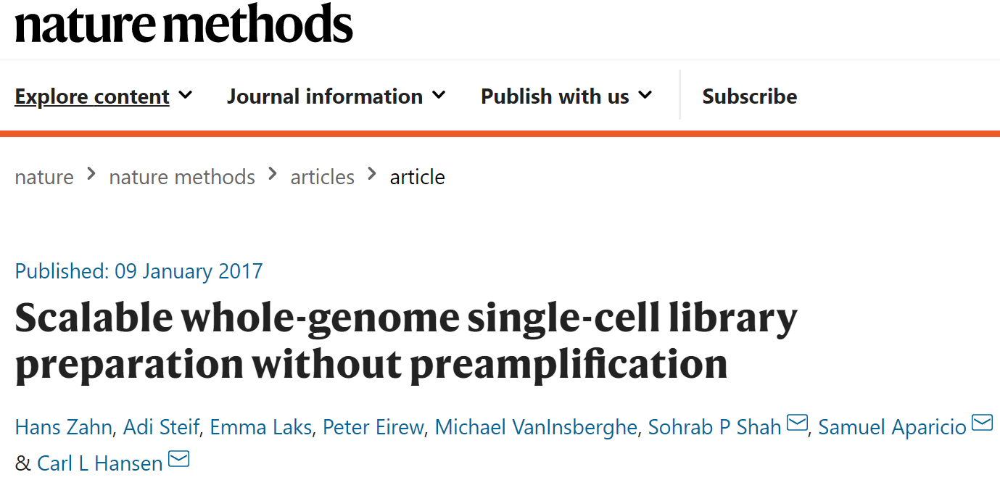 nature methods
Explore content Journal information Publish with us Subscribe
nature > nature methods > articles > article
Published: 09 January 2017
Scalable whole-genome single-cell library
preparation without preamplification
Hans Zahn, Adi Steif, Emma Laks, Peter Eirew, Michael VanInsberghe, Sohrab P Shah, Samuel Aparicio
& Carl L Hansen